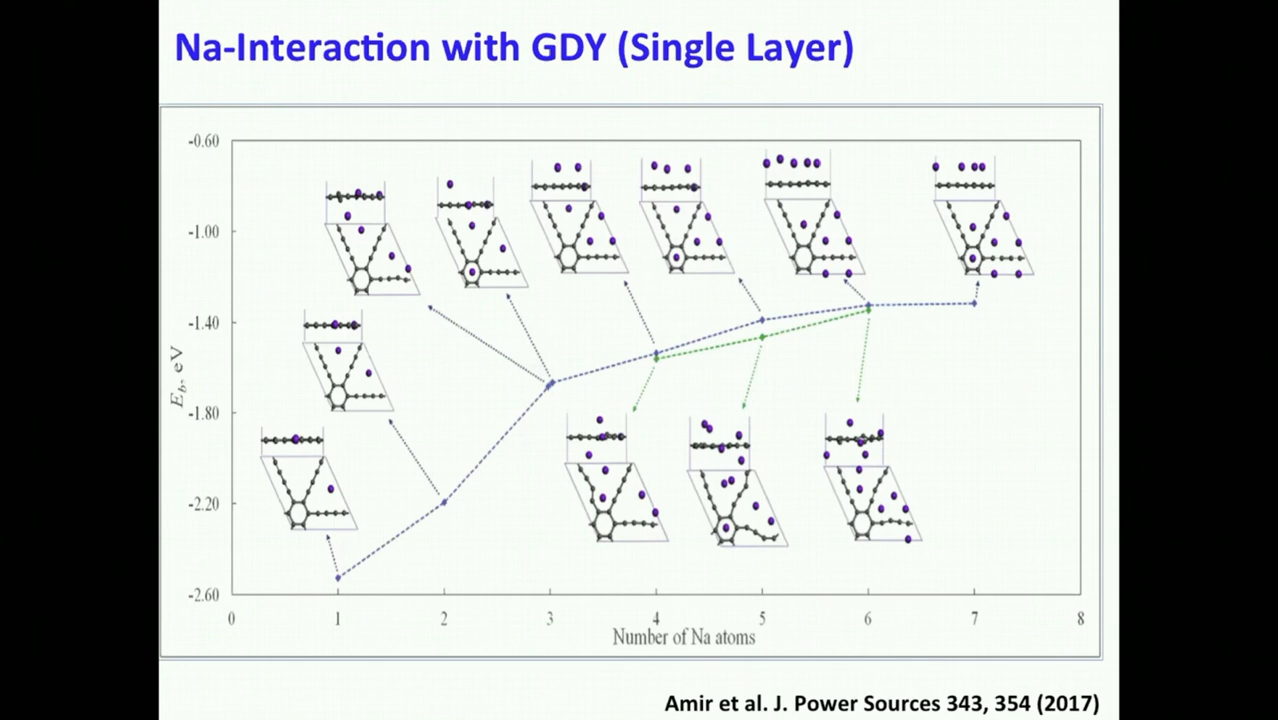 Na-Interaction with GDY (Single Layer)
-0.60
-1.00
-1.40
-1.80
-2.20
-2.60
E_b, eV
0 1 2 3 4 5 6 7 8
Number of Na atoms
Amir et al. J. Power Sources 343, 354 (2017)